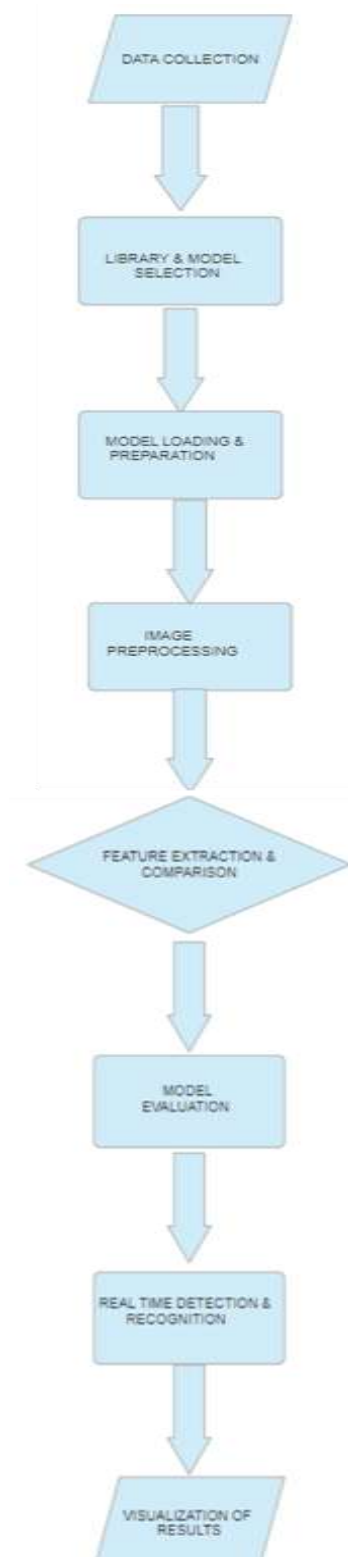 DATA COLLECTION
LIBRARY & MODEL
SELECTION
MODEL LOADING &
PREPARATION
IMAGE
PREPROCESSING
FEATURE EXTRACTION &
COMPARISON
MODEL
EVALUATION
REAL TIME DETECTION &
RECOGNITION
VISUALIZATION OF
RESULTS